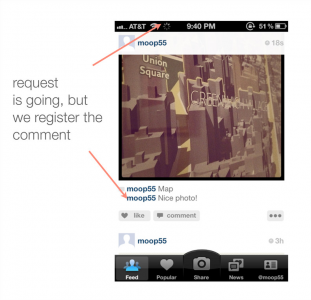 AT&T 9:40 PM 51%
moop55 18s
request
is going, but
we register the
comment
Union
Square
moop55 Map
moop55 Nice photo!
like comment
moop55 3h
Feed Popular Share News @moop55